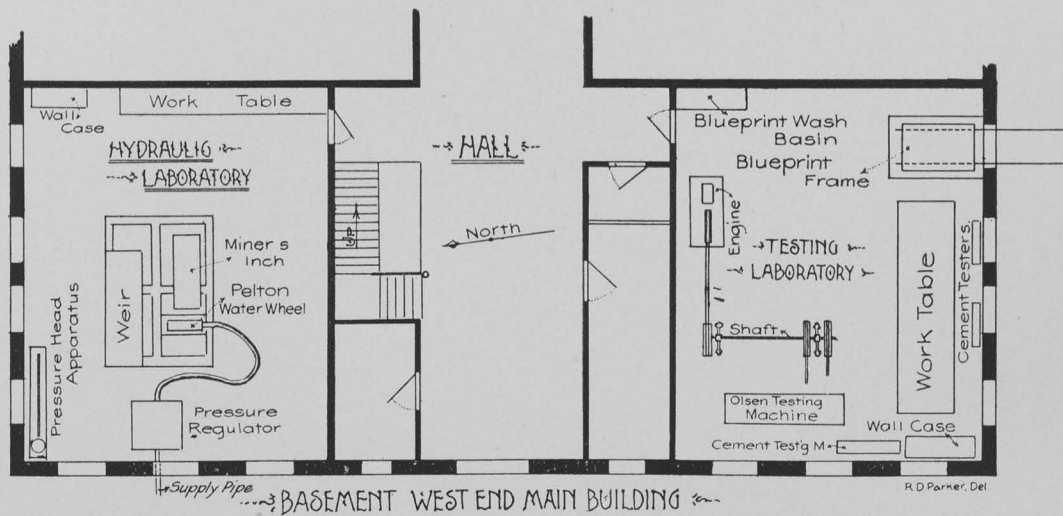 Wall
Case
Work Table
HYDRAULIG
LABORATORY
Miner s
Inch
Pelton
Water Wheel
Weir
Pressure Head
Apparatus
Pressure
Regulator
Supply Pipe
HALL
UP
North
Blueprint Wash
Basin
Blueprint
Frame
Engine
TESTING
LABORATORY
Shaft
Work Table
Cement Testers.
Olsen Testing
Machine
Wall Case
Cement Test'g M
R.D. Parker, Del.
BASEMENT WEST END MAIN BUILDING